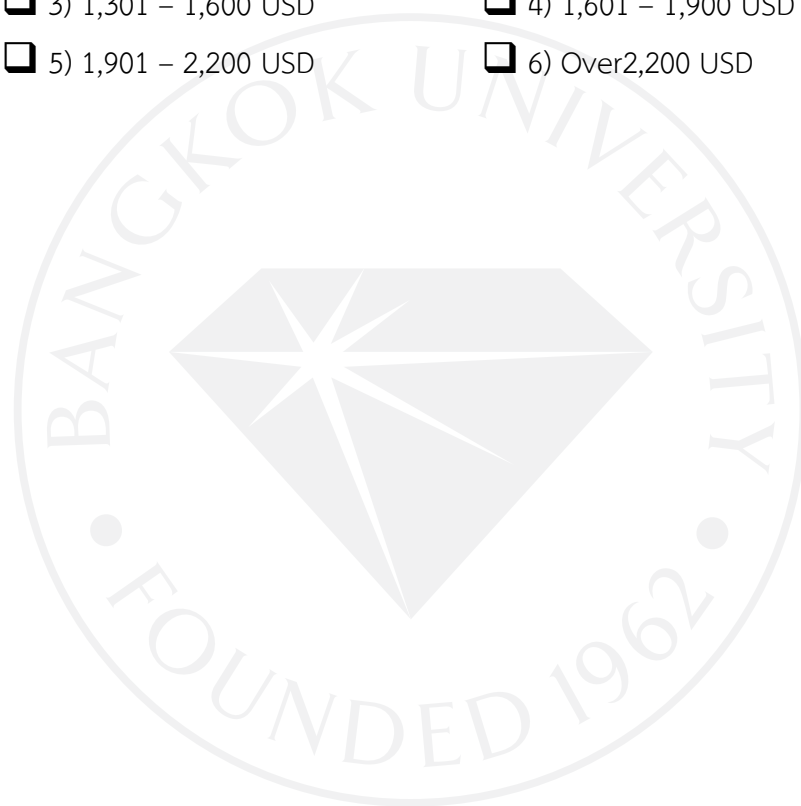 ❑ 3) 1,301 – 1,600 USD ❑ 4) 1,601 – 1,900 USD
❑ 5) 1,901 – 2,200 USD ❑ 6) Over2,200 USD
BANGKOK UNIVERSITY
• FOUNDED 1962 •